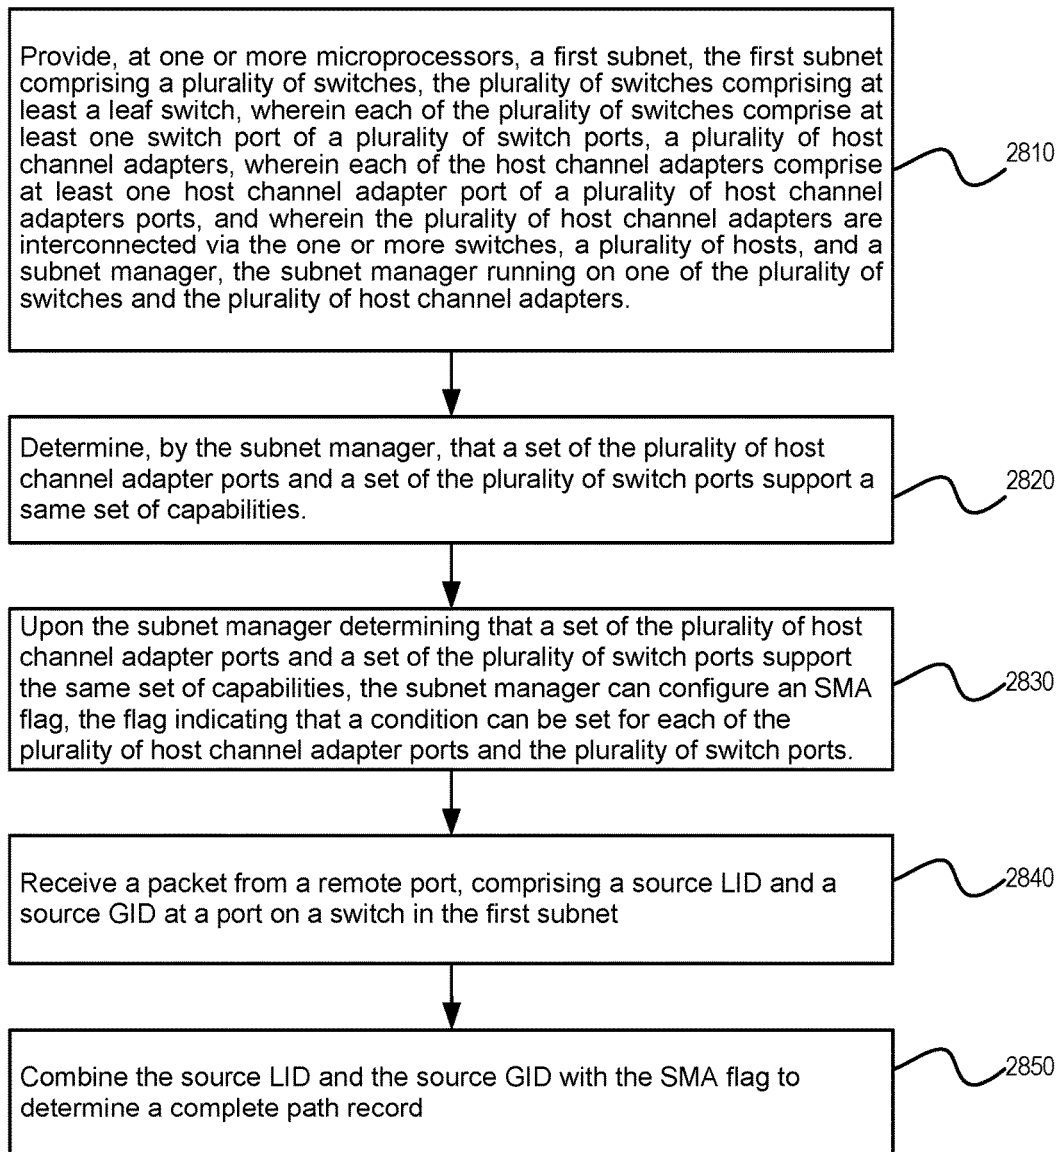 Provide, at one or more microprocessors, a first subnet, the first subnet
comprising a plurality of switches, the plurality of switches comprising at
least a leaf switch, wherein each of the plurality of switches comprise at
least one switch port of a plurality of switch ports, a plurality of host
channel adapters, wherein each of the host channel adapters comprise
at least one host channel adapter port of a plurality of host channel
adapters ports, and wherein the plurality of host channel adapters are
interconnected via the one or more switches, a plurality of hosts, and a
subnet manager, the subnet manager running on one of the plurality of
switches and the plurality of host channel adapters.
2810
Determine, by the subnet manager, that a set of the plurality of host
channel adapter ports and a set of the plurality of switch ports support a
same set of capabilities.
2820
Upon the subnet manager determining that a set of the plurality of host
channel adapter ports and a set of the plurality of switch ports support
the same set of capabilities, the subnet manager can configure an SMA
flag, the flag indicating that a condition can be set for each of the
plurality of host channel adapter ports and the plurality of switch ports.
2830
Receive a packet from a remote port, comprising a source LID and a
source GID at a port on a switch in the first subnet
2840
Combine the source LID and the source GID with the SMA flag to
determine a complete path record
2850